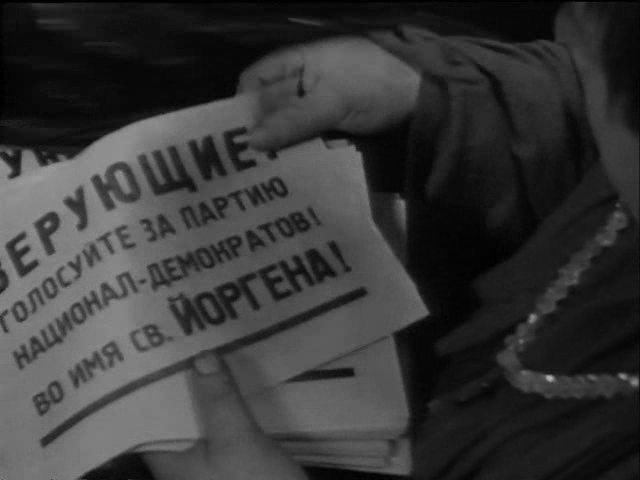 ВЕРУЮЩИЕ!
ГОЛОСУЙТЕ ЗА ПАРТИЮ
НАЦИОНАЛ-ДЕМОКРАТОВ!
ВО ИМЯ СВ. ЙОРГЕНА!